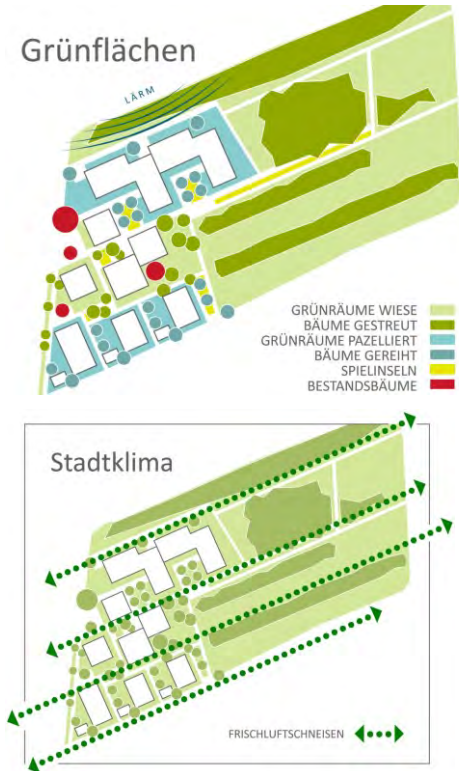 Grünflächen
LÄRM
GRÜNRÄUME WIESE
BÄUME GESTREUT
GRÜNRÄUME PAZELLIERT
BÄUME GEREIHT
SPIELINSELN
BESTANDSBÄUME
Stadtklima
FRISCHLUFTSCHNEISEN